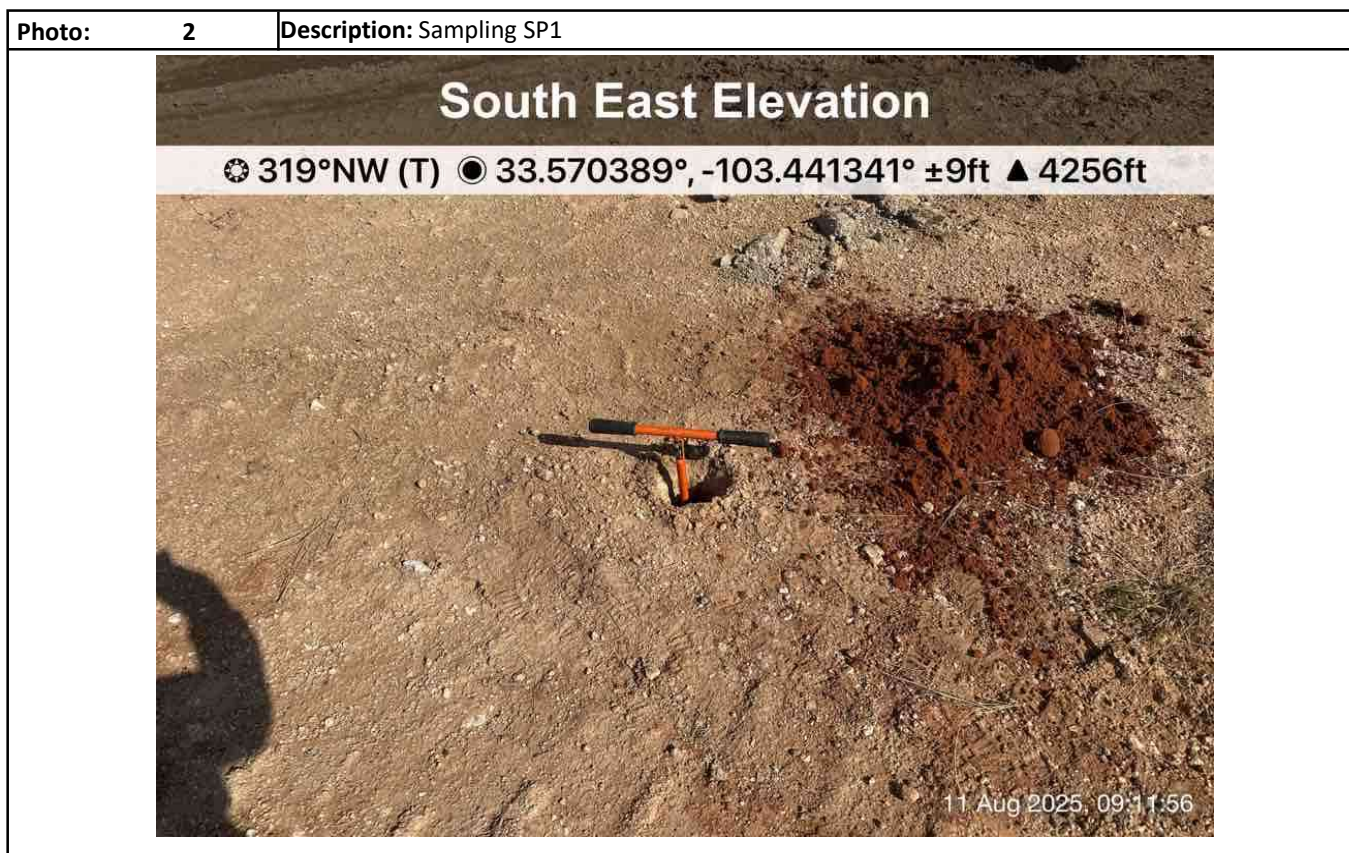 Photo: 2 Description: Sampling SP1
South East Elevation
319°NW (T) 33.570389°, -103.441341° ±9ft ▲ 4256ft
11 Aug 2025, 09:11:56